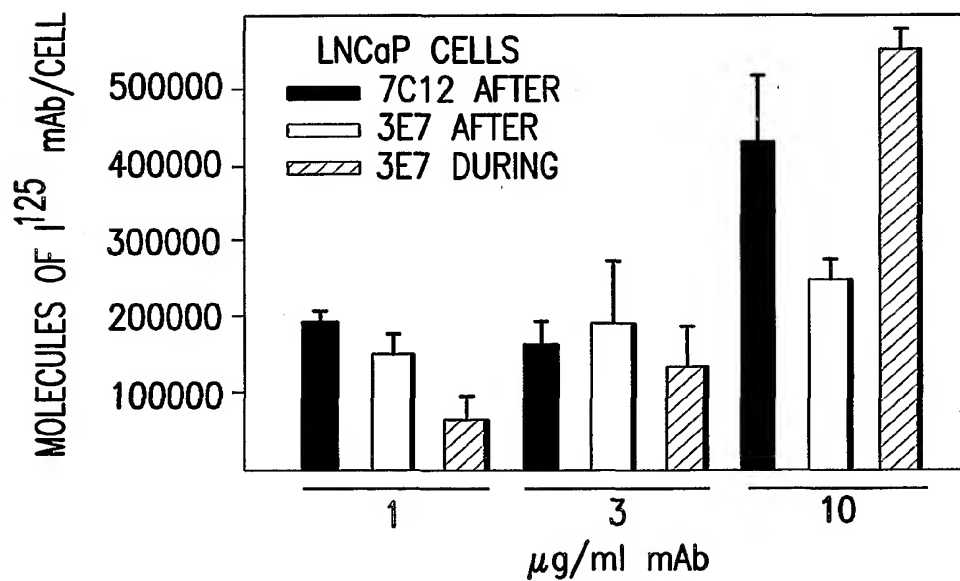 MOLECULES OF I125 mAb/CELL
500000
400000
300000
200000
100000
LNCaP CELLS
7C12 AFTER
3E7 AFTER
3E7 DURING
1
3
10
μg/ml mAb